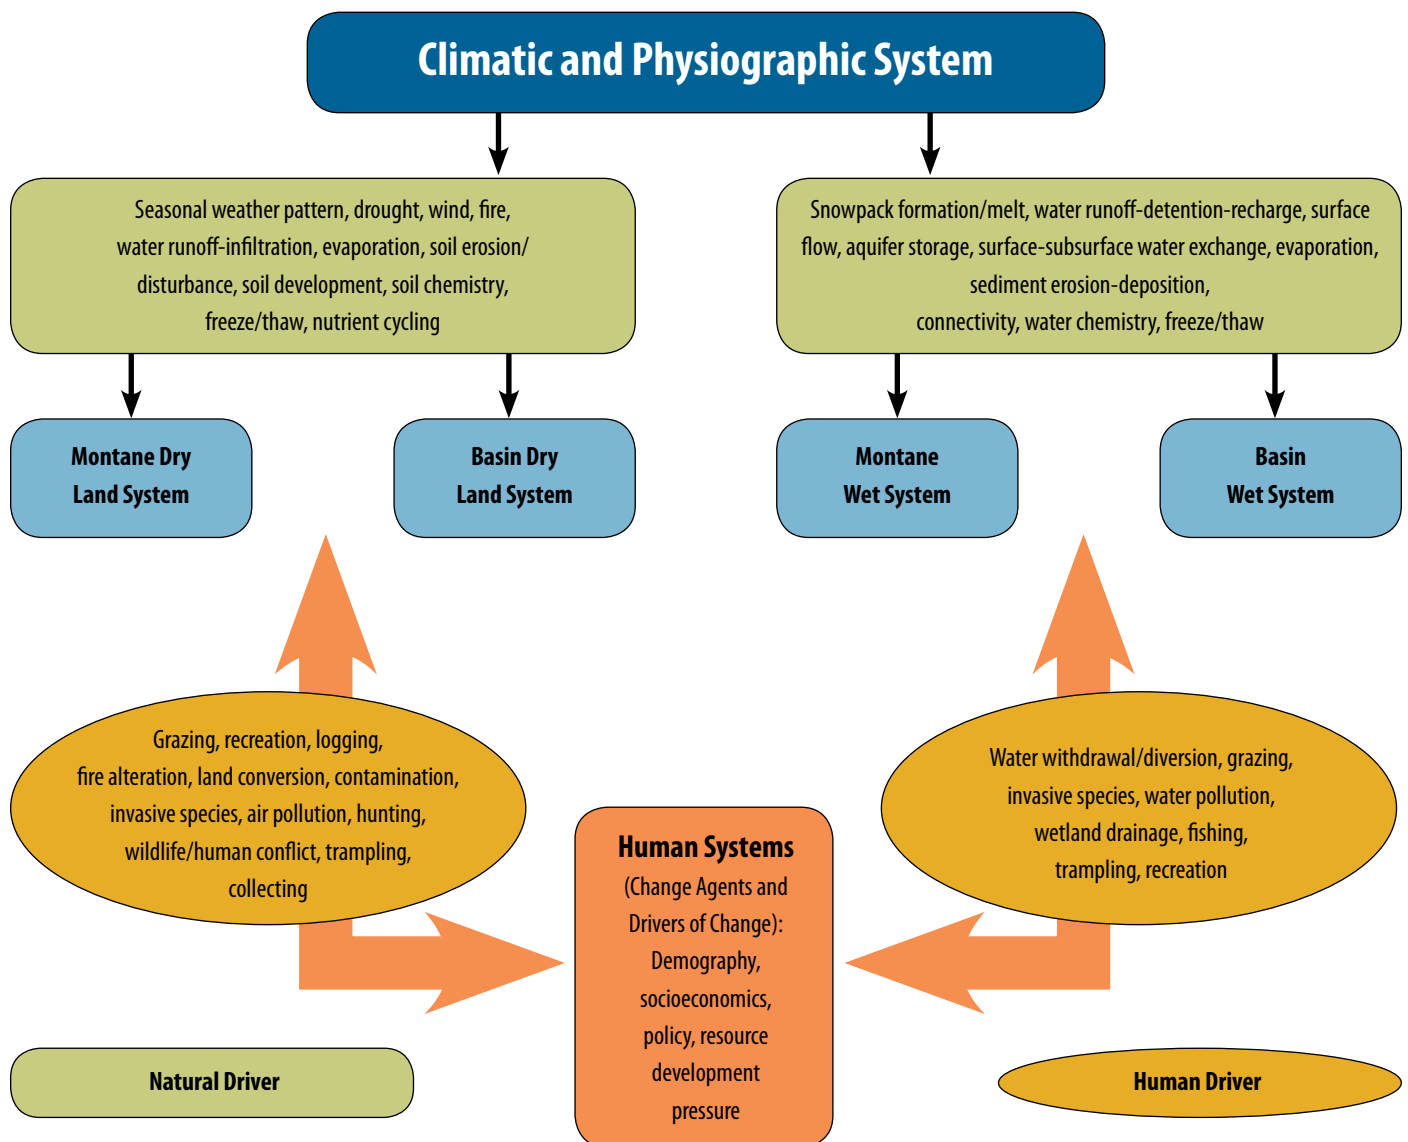 Climatic and Physiographic System
Seasonal weather pattern, drought, wind, fire,
water runoff-infiltration, evaporation, soil erosion/
disturbance, soil development, soil chemistry,
freeze/thaw, nutrient cycling
Snowpack formation/melt, water runoff-detention-recharge, surface
flow, aquifer storage, surface-subsurface water exchange, evaporation,
sediment erosion-deposition,
connectivity, water chemistry, freeze/thaw
Montane Dry
Land System
Basin Dry
Land System
Montane
Wet System
Basin
Wet System
Grazing, recreation, logging,
fire alteration, land conversion, contamination,
invasive species, air pollution, hunting,
wildlife/human conflict, trampling,
collecting
Water withdrawal/diversion, grazing,
invasive species, water pollution,
wetland drainage, fishing,
trampling, recreation
Human Systems
(Change Agents and
Drivers of Change):
Demography,
socioeconomics,
policy, resource
development
pressure
Natural Driver
Human Driver